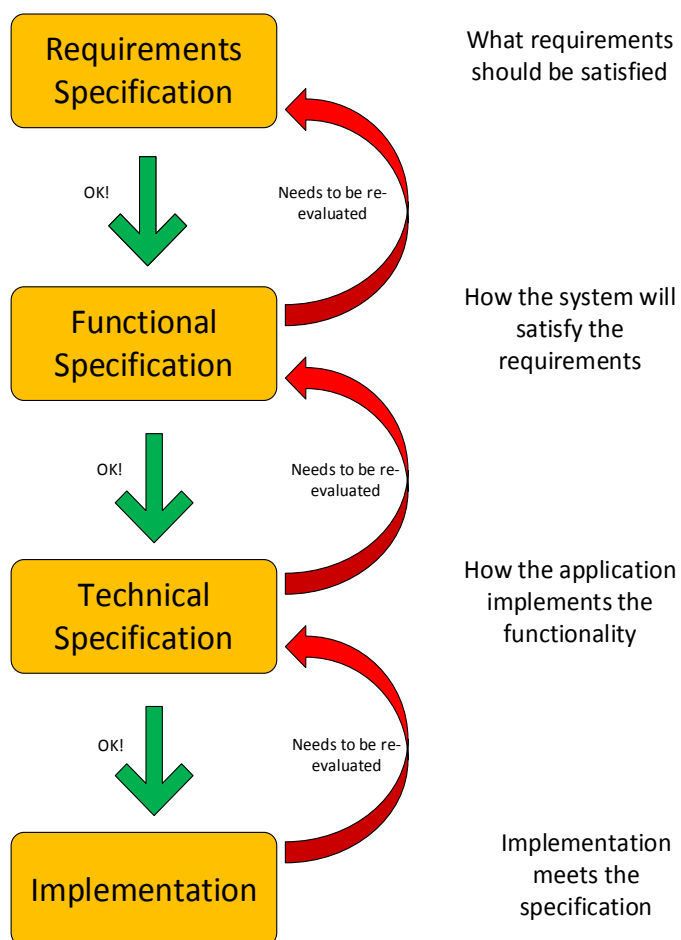 Requirements
Specification
What requirements
should be satisfied
OK!
Needs to be re-
evaluated
Functional
Specification
How the system will
satisfy the
requirements
OK!
Needs to be re-
evaluated
Technical
Specification
How the application
implements the
functionality
OK!
Needs to be re-
evaluated
Implementation
Implementation
meets the
specification